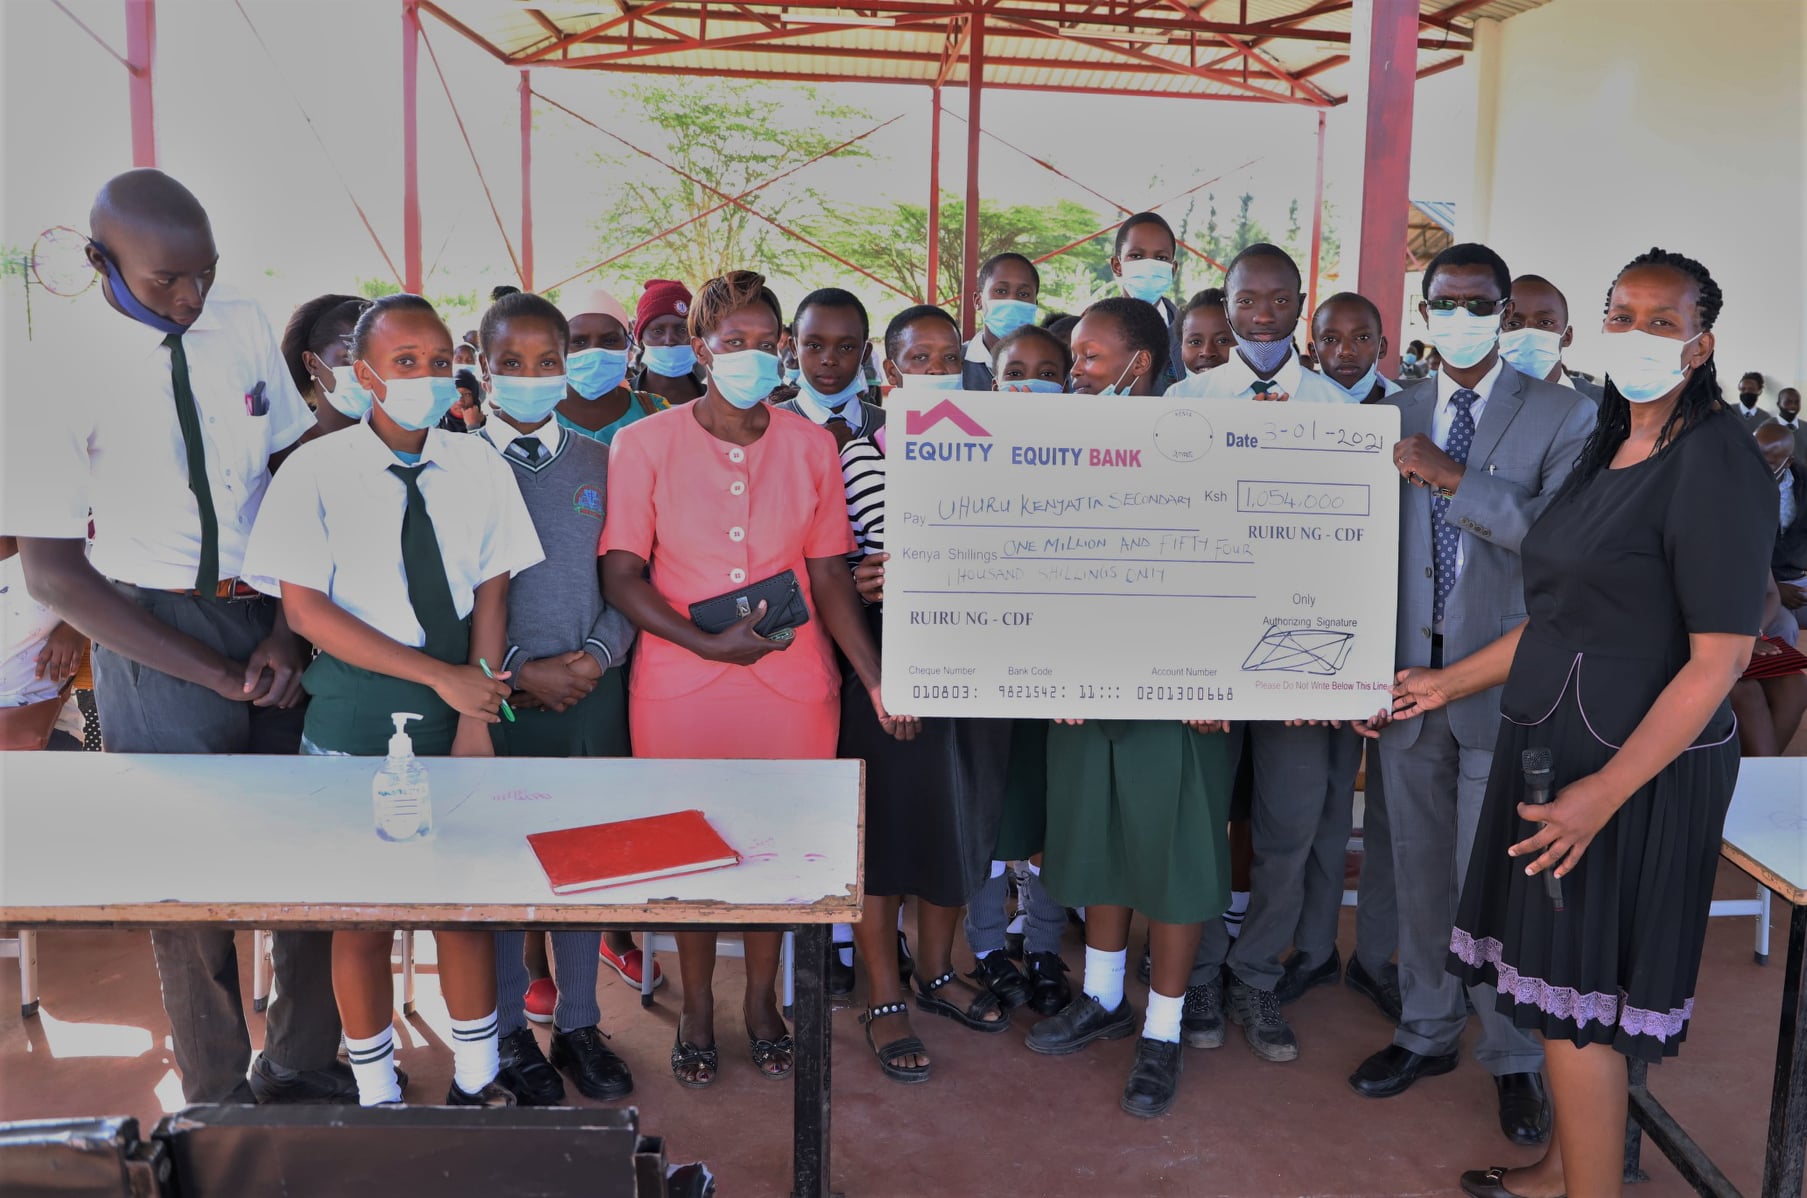 EQUITY EQUITY BANK
Date 3-01-2021
Pay UHURU KENYATTA SECONDARY Ksh 1,054,000
RUIRU NG - CDF
Kenya Shillings ONE MILLION AND FIFTY FOUR
THOUSAND SHILLINGS ONLY
Only
RUIRU NG - CDF
Authorizing Signature
Cheque Number Bank Code Account Number
Please Do Not Write Below This Line
010803: 9821542: 11::: 0201300668